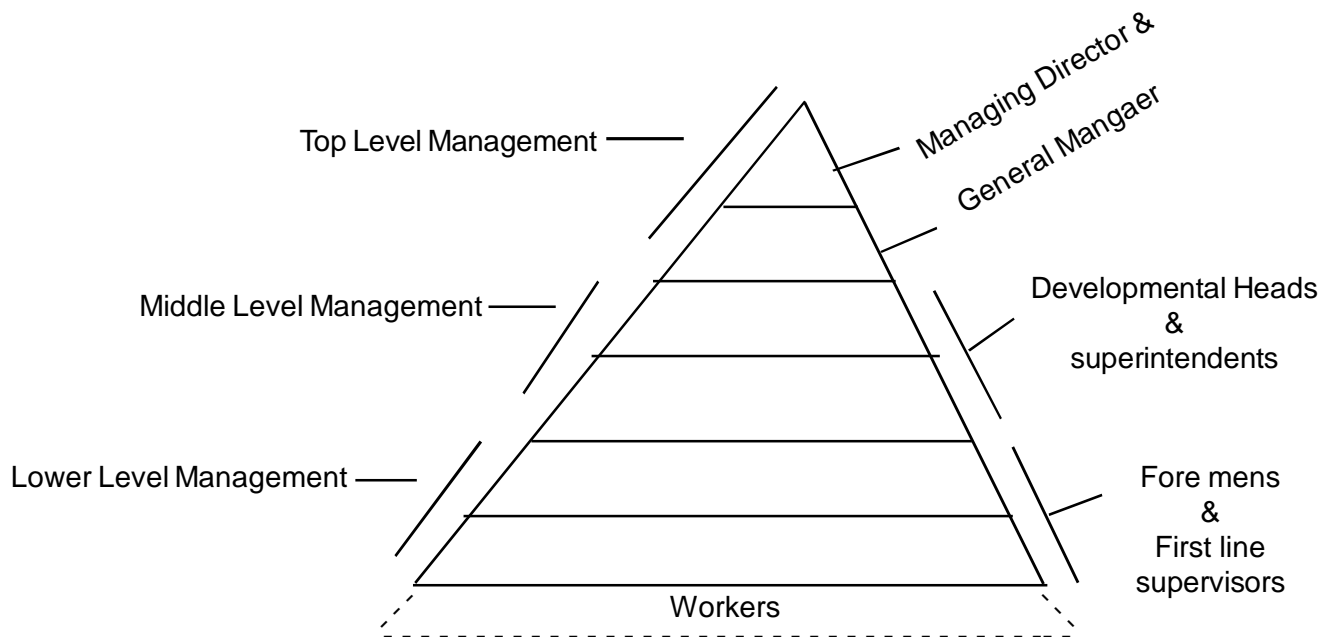 Managing Director &
General Mangaer
Top Level Management
Middle Level Management
Developmental Heads
&
superintendents
Lower Level Management
Fore mens
&
First line
supervisors
Workers